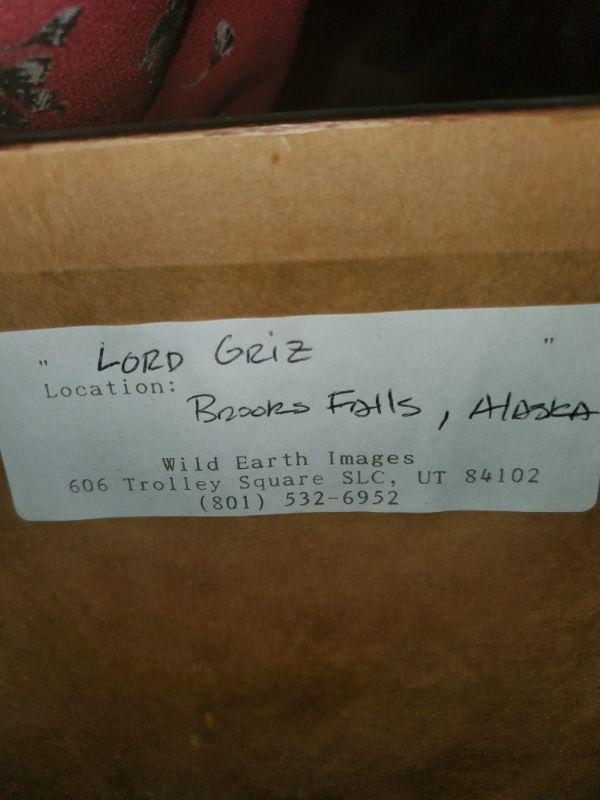 " LORD GRIZ "
Location:
Brooks Falls, Alaska
Wild Earth Images
606 Trolley Square SLC, UT 84102
(801) 532-6952